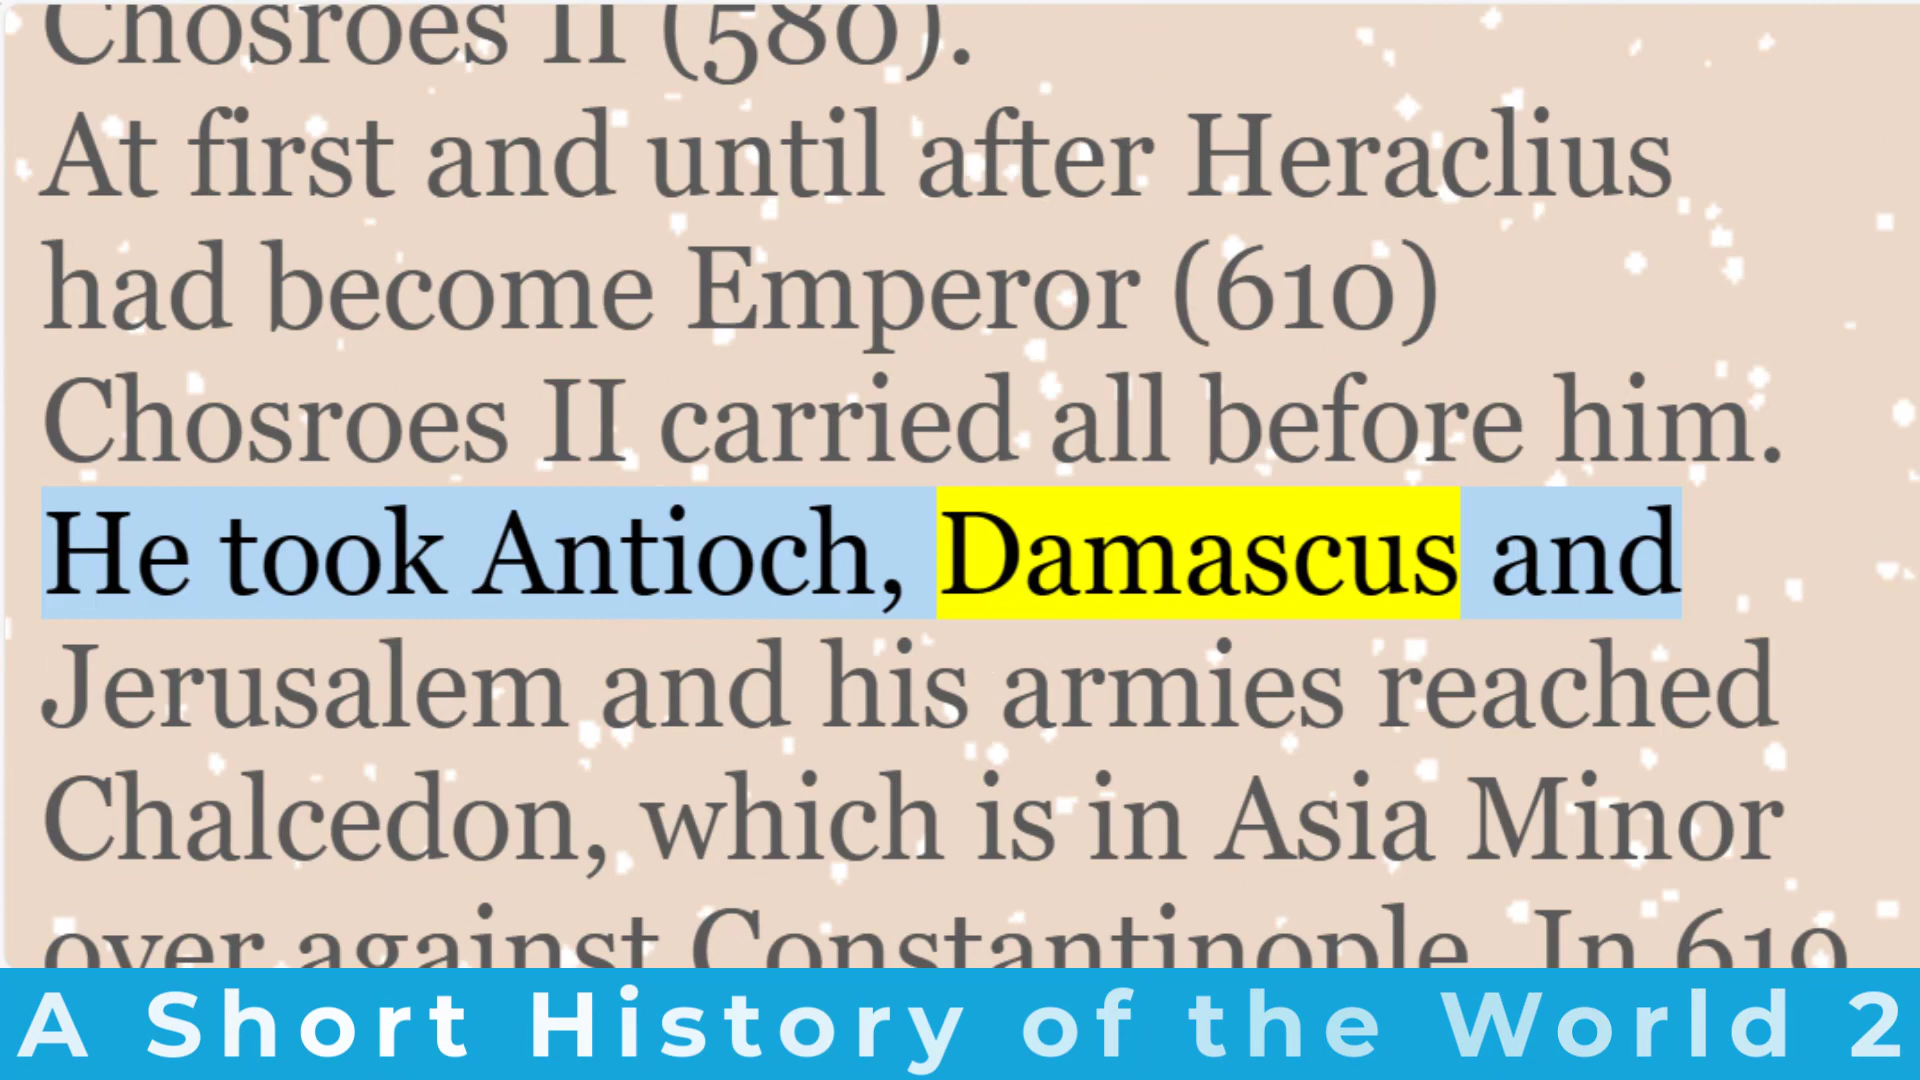 Chosroes II (580).
At first and until after Heraclius
had become Emperor (610)
Chosroes II carried all before him.
He took Antioch, Damascus and
Jerusalem and his armies reached
Chalcedon, which is in Asia Minor
over against Constantinople. In 619
A Short History of the World 2